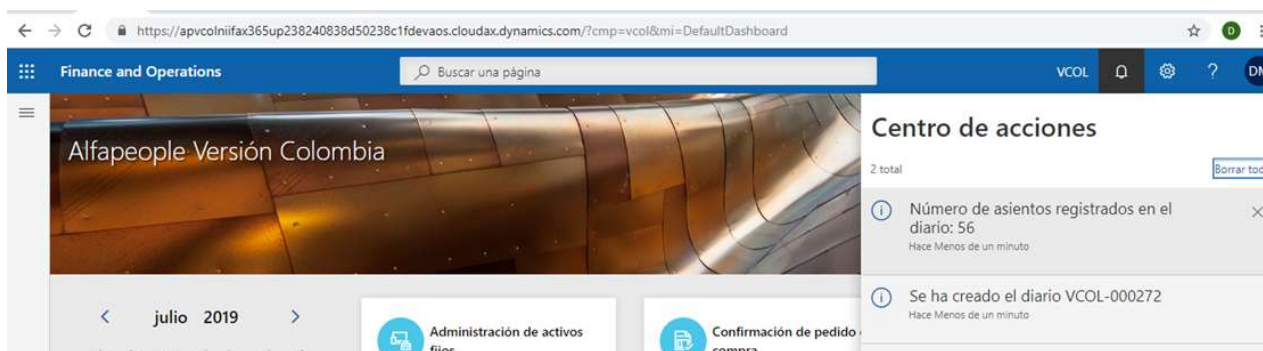 https://apvcolniifax365up238240838d50238c1fdevaos.cloudax.dynamics.com/?cmp=vcol&mi=DefaultDashboard
D
Finance and Operations
Buscar una página
VCOL
?
DM
Alfapeople Versión Colombia
Centro de acciones
2 total
Borrar tod
Número de asientos registrados en el
diario: 56
Hace Menos de un minuto
Se ha creado el diario VCOL-000272
Hace Menos de un minuto
julio 2019
Administración de activos
fijos
Confirmación de pedido
compra